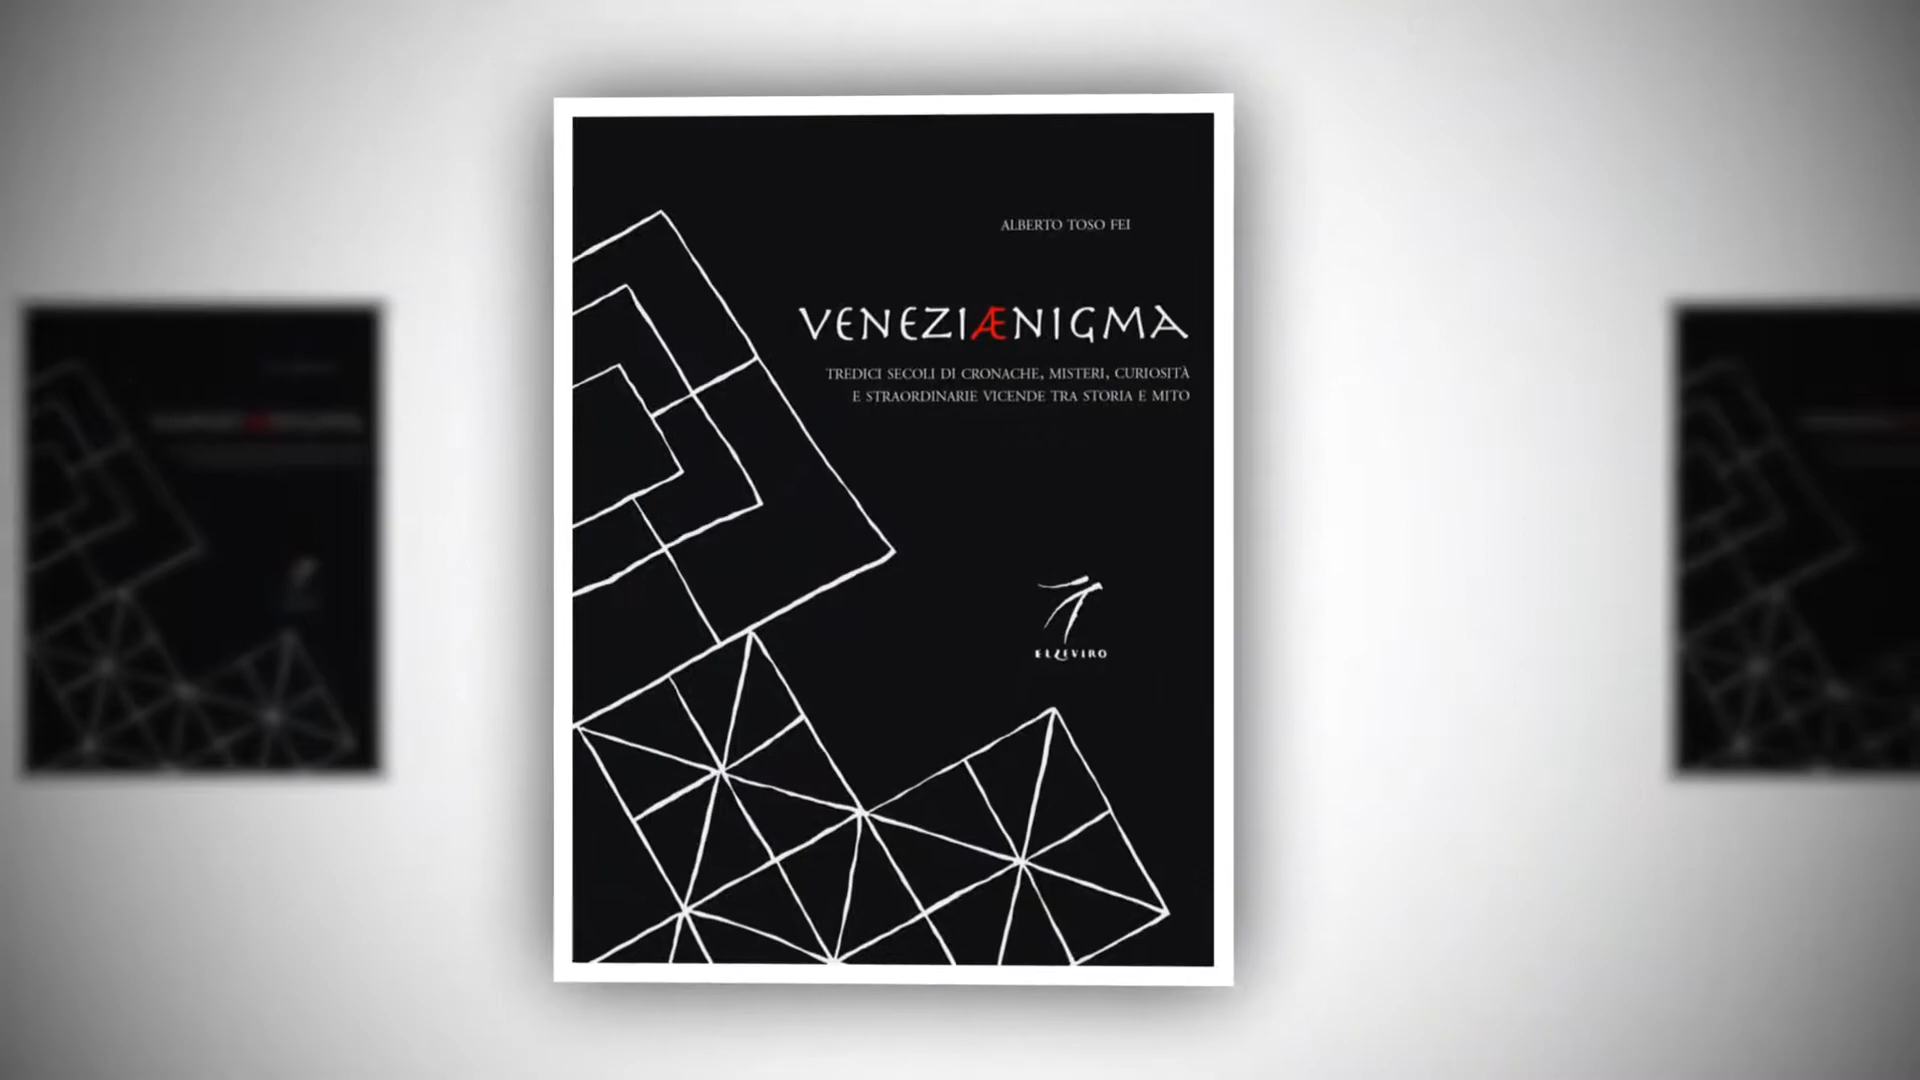 ALBERTO TOSO FEI
VENEZIÆNIGMA
TREDICI SECOLI DI CRONACHE, MISTERI, CURIOSITÀ
E STRAORDINARIE VICENDE TRA STORIA E MITO
ELZEVIRO